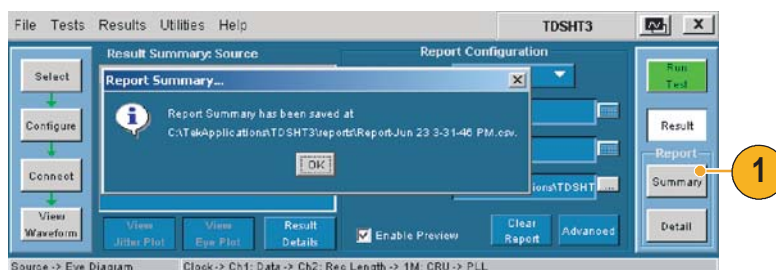 File Tests Results Utilities Help TDSHT3 X
Result Summary: Source Report Configuration
Select
Configure
Connect
View
Waveform
Report Summary...
Report Summary has been saved at
C:\TekApplications\TDSHT3\reports\Report-Jun 23 3-31-46 PM.csv.
OK
ions\TDSHT ...
View
Jitter Plot
View
Eye Plot
Result
Details
Enable Preview
Clear
Report
Advanced
Run
Test
Result
Report
Summary
Detail
1
Source -> Eye Diagram Clock-> Ch1: Data -> Ch2: Rec Length -> 1M: CRU -> PLL